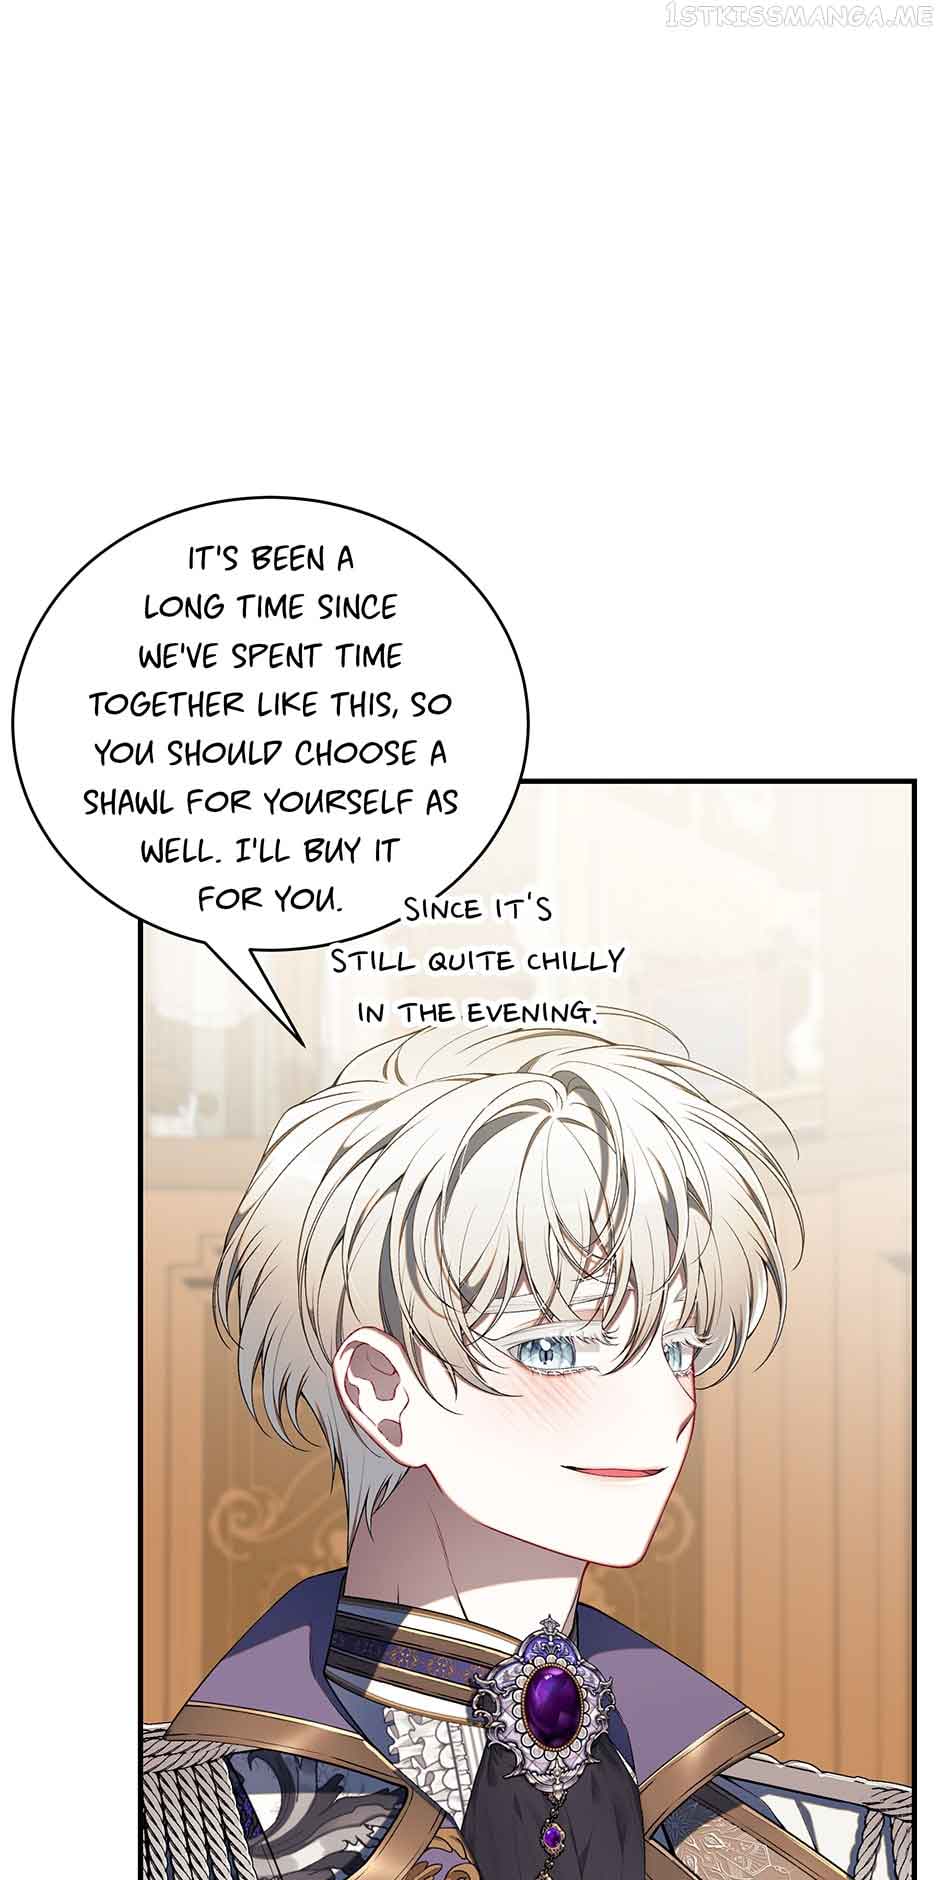 1STKISSMANGA.ME
IT'S BEEN A
LONG TIME SINCE
WE'VE SPENT TIME
TOGETHER LIKE THIS, SO
YOU SHOULD CHOOSE A
SHAWL FOR YOURSELF AS
WELL. I'LL BUY IT
FOR YOU.
SINCE IT'S
STILL QUITE CHILLY
IN THE EVENING.